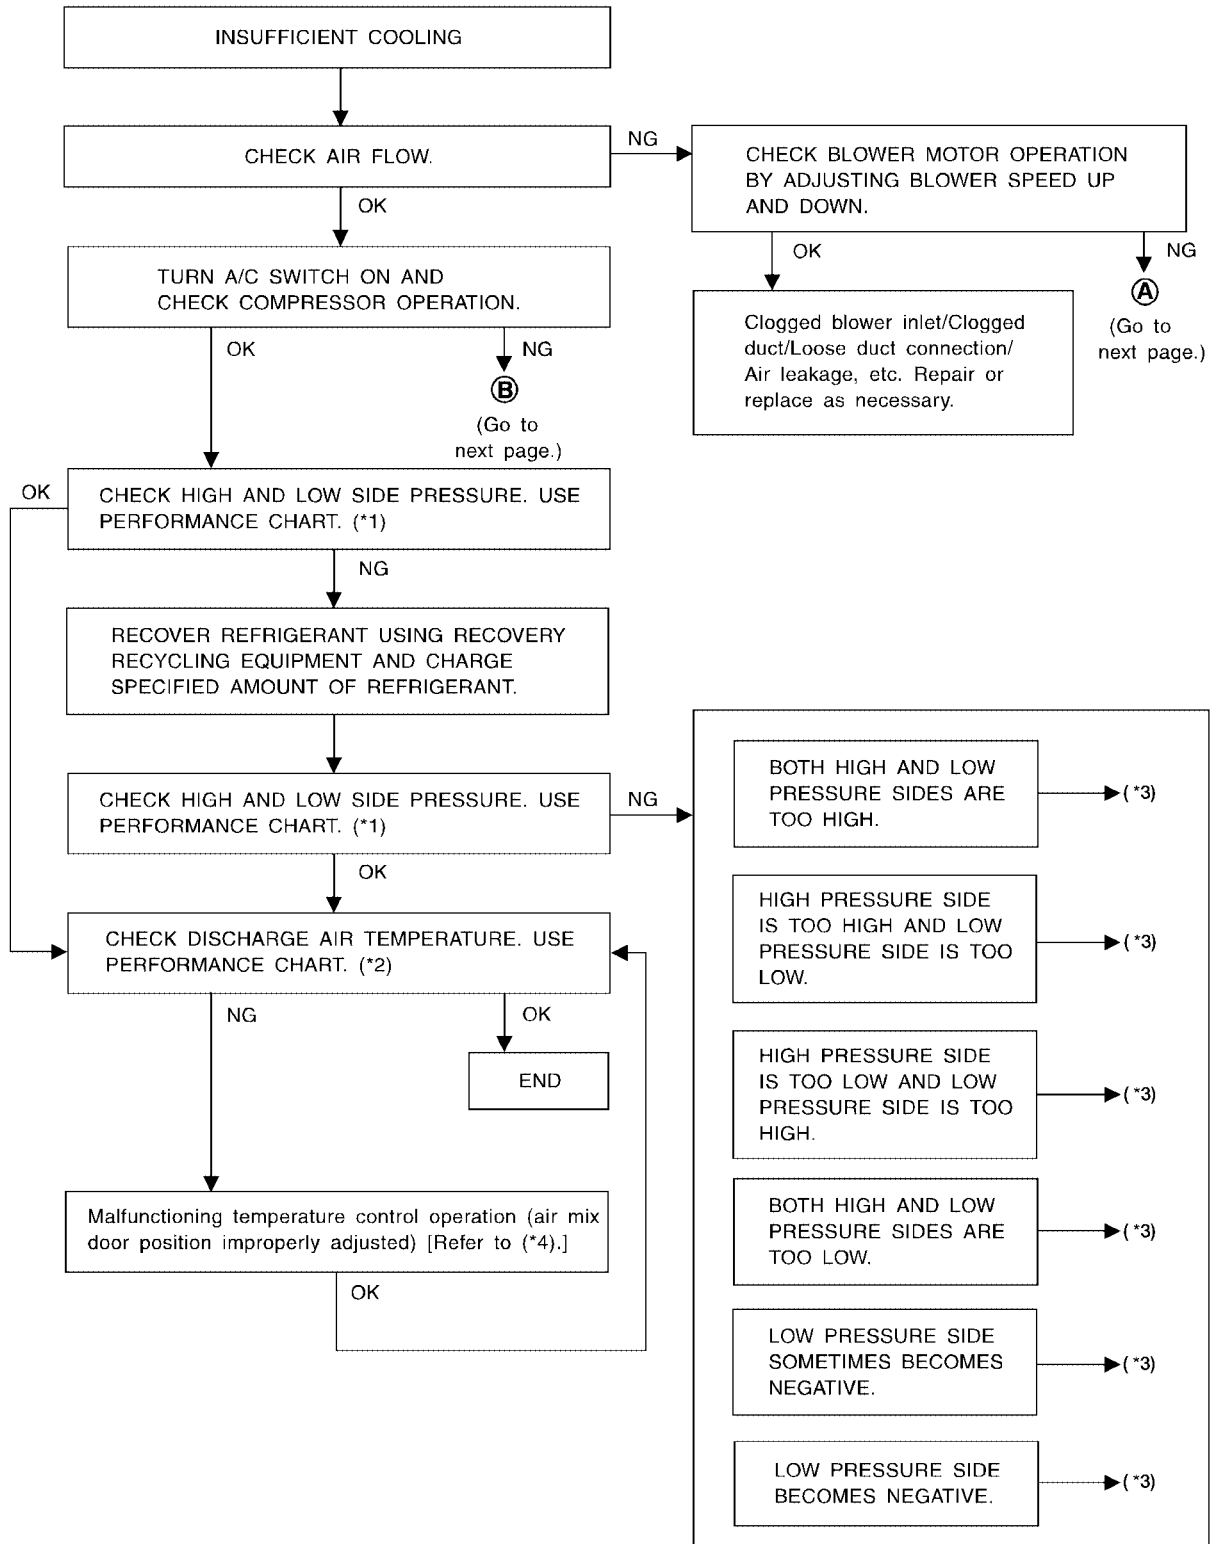 INSUFFICIENT COOLING
CHECK AIR FLOW.
NG
CHECK BLOWER MOTOR OPERATION
BY ADJUSTING BLOWER SPEED UP
AND DOWN.
OK
OK
NG
TURN A/C SWITCH ON AND
CHECK COMPRESSOR OPERATION.
Clogged blower inlet/Clogged
duct/Loose duct connection/
Air leakage, etc. Repair or
replace as necessary.
A
(Go to
next page.)
OK
NG
B
(Go to
next page.)
OK
CHECK HIGH AND LOW SIDE PRESSURE. USE
PERFORMANCE CHART. (*1)
NG
RECOVER REFRIGERANT USING RECOVERY
RECYCLING EQUIPMENT AND CHARGE
SPECIFIED AMOUNT OF REFRIGERANT.
CHECK HIGH AND LOW SIDE PRESSURE. USE
PERFORMANCE CHART. (*1)
NG
OK
CHECK DISCHARGE AIR TEMPERATURE. USE
PERFORMANCE CHART. (*2)
NG
OK
END
Malfunctioning temperature control operation (air mix
door position improperly adjusted) [Refer to (*4).]
OK
BOTH HIGH AND LOW
PRESSURE SIDES ARE
TOO HIGH.
(*3)
HIGH PRESSURE SIDE
IS TOO HIGH AND LOW
PRESSURE SIDE IS TOO
LOW.
(*3)
HIGH PRESSURE SIDE
IS TOO LOW AND LOW
PRESSURE SIDE IS TOO
HIGH.
(*3)
BOTH HIGH AND LOW
PRESSURE SIDES ARE
TOO LOW.
(*3)
LOW PRESSURE SIDE
SOMETIMES BECOMES
NEGATIVE.
(*3)
LOW PRESSURE SIDE
BECOMES NEGATIVE.
(*3)